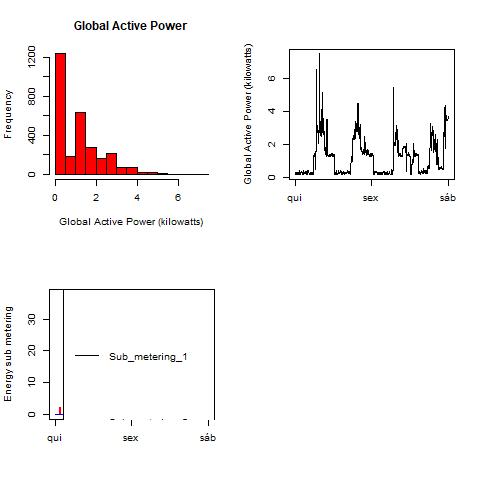 Global Active Power
Frequency
0 400 800 1200
0 2 4 6
Global Active Power (kilowatts)
Global Active Power (kilowatts)
0 2 4 6
qui sex sáb
Energy sub metering
0 10 20 30
Sub_metering_1
qui sex sáb